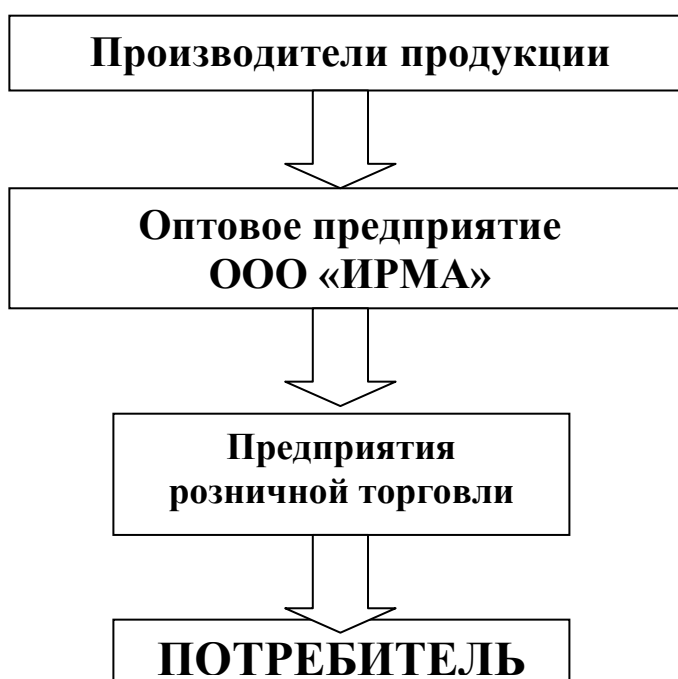 Производители продукции
Оптовое предприятие
ООО «ИРМА»
Предприятия
розничной торговли
ПОТРЕБИТЕЛЬ